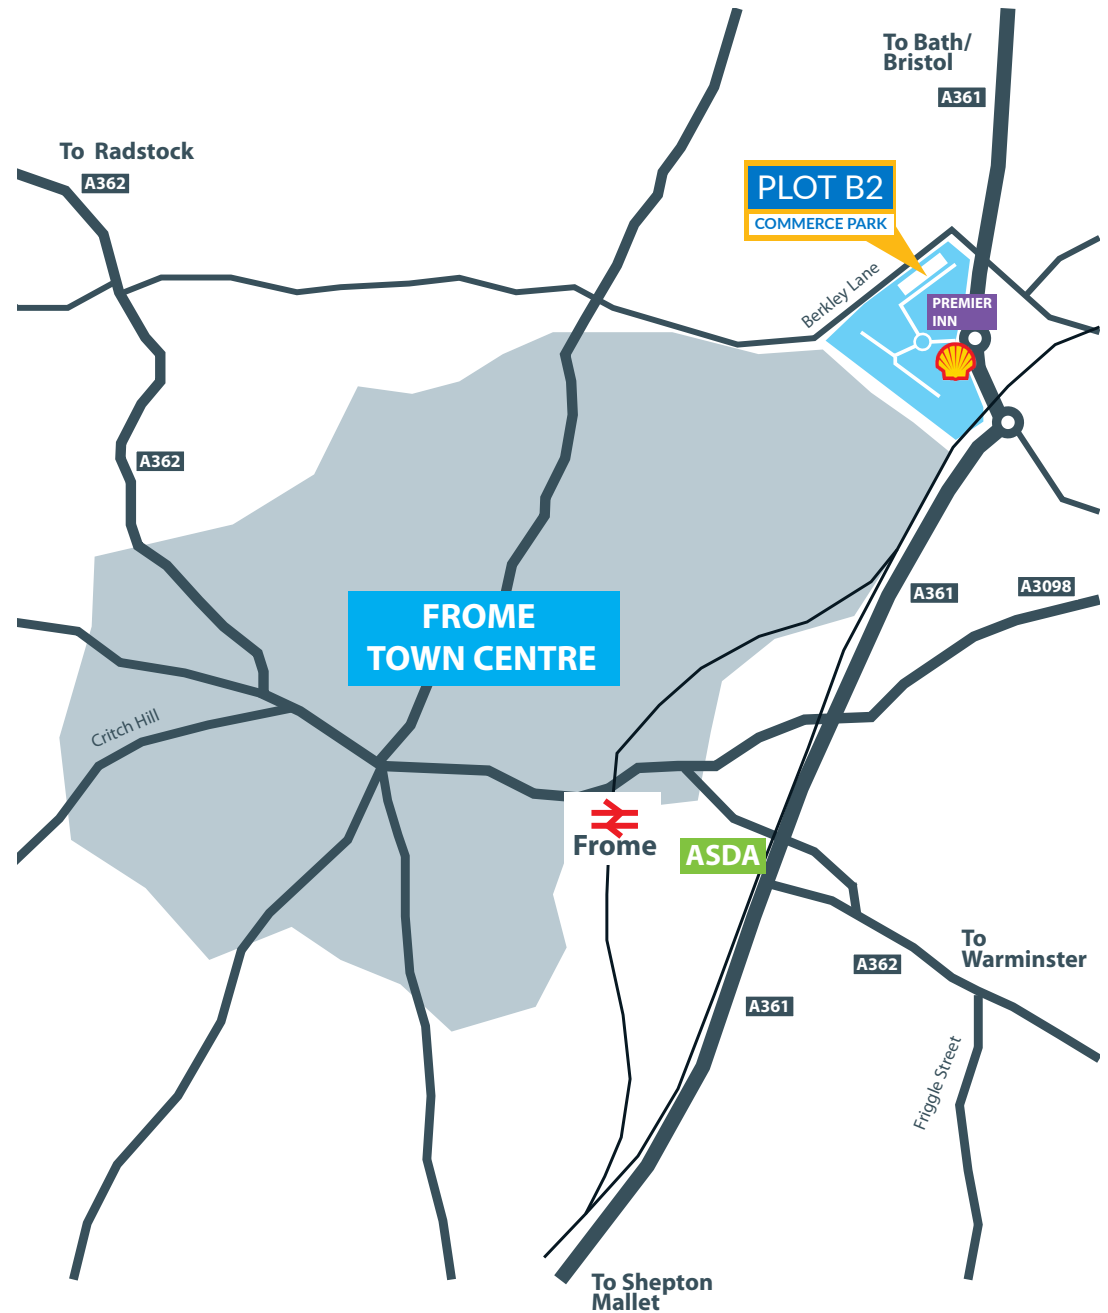 To Bath/
Bristol
A361
To Radstock
A362
PLOT B2
COMMERCE PARK
Berkley Lane
PREMIER
INN
A362
A361
A3098
FROME
TOWN CENTRE
Critch Hill
Frome
ASDA
To
Warminster
A362
A361
Friggle Street
To Shepton
Mallet